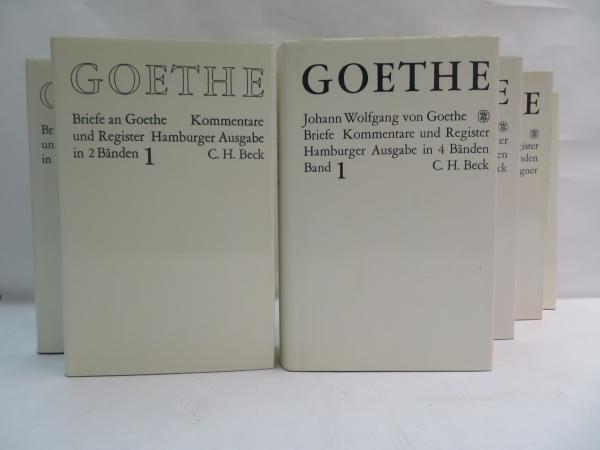 GOETHE
Briefe an Goethe Kommentare
und Register Hamburger Ausgabe
in 2 Bänden 1 C. H. Beck
GOETHE
Johann Wolfgang von Goethe
Briefe Kommentare und Register
Hamburger Ausgabe in 4 Bänden
Band 1 C. H. Beck